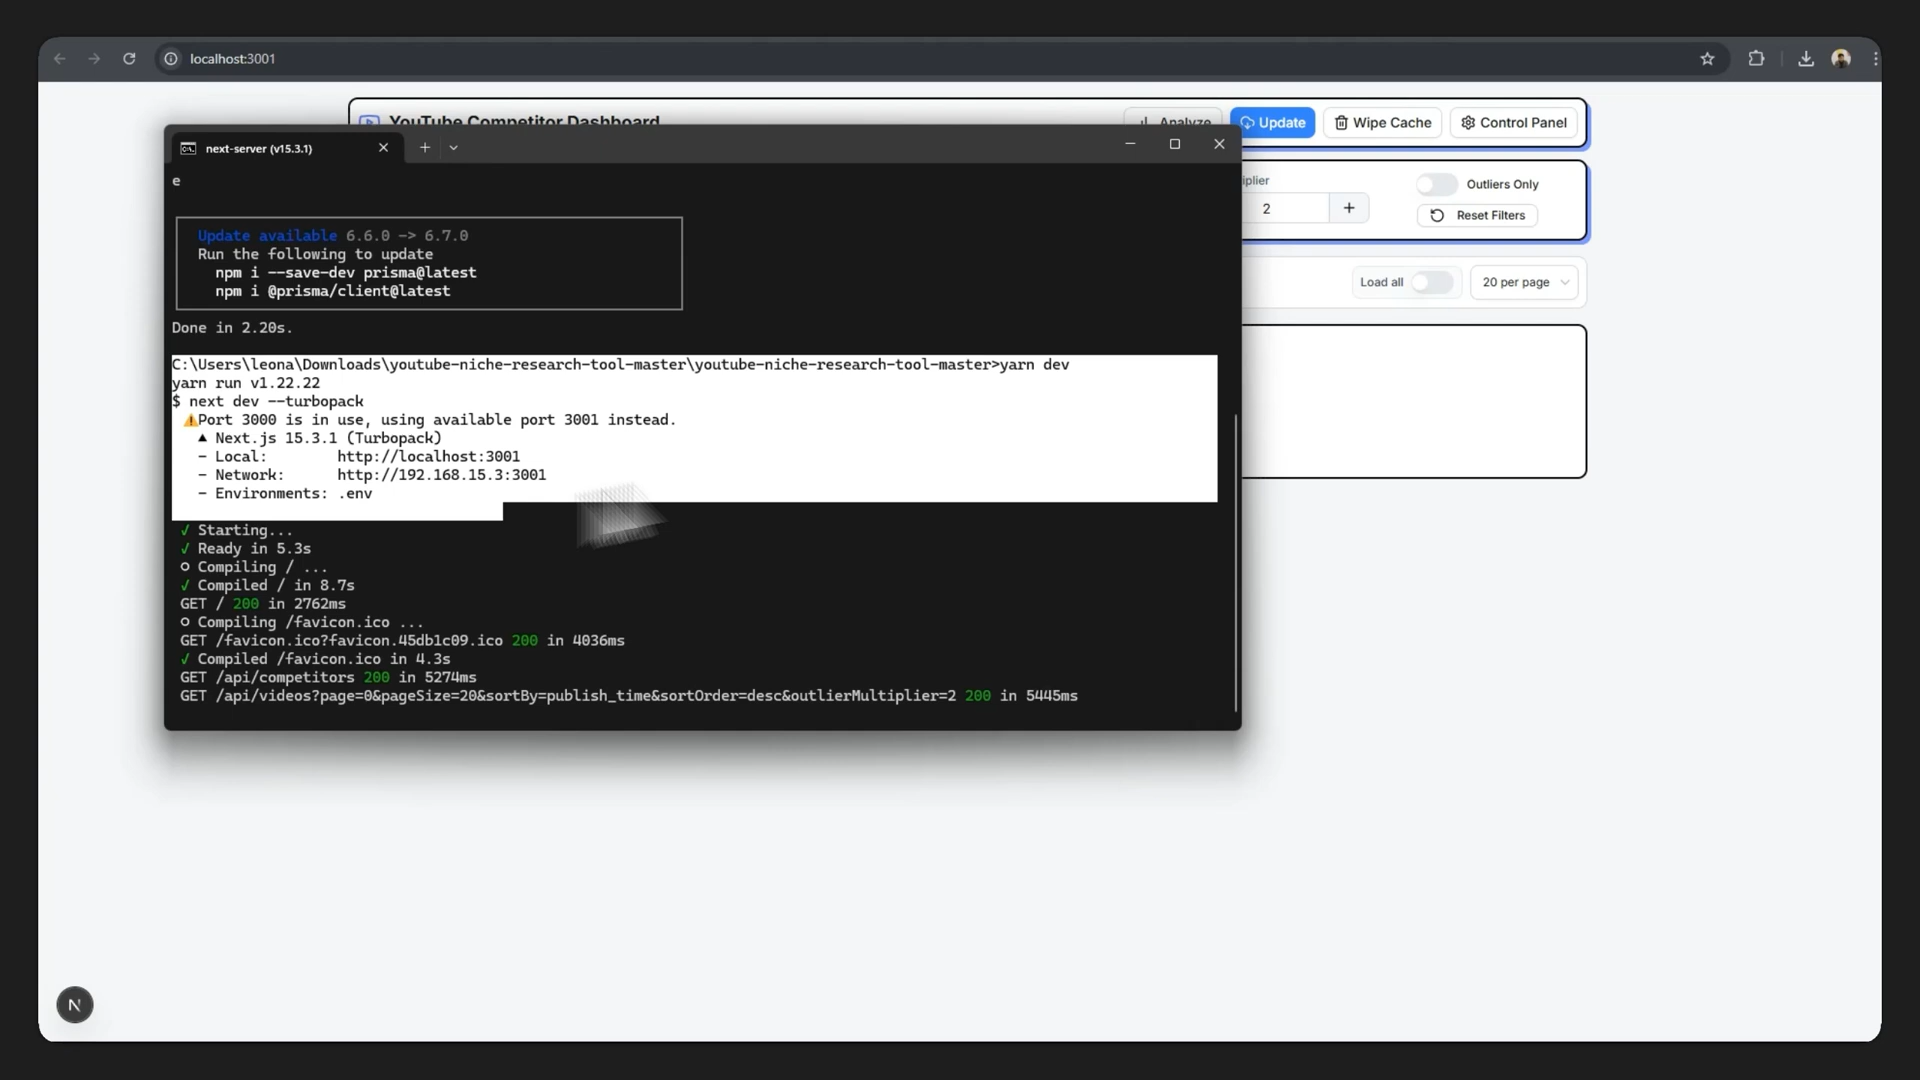 localhost:3001
YouTube Competitor Dashboard
Analyze
Update
Wipe Cache
Control Panel
next-server (v15.3.1)
iplier
2
+
Outliers Only
Reset Filters
Load all
20 per page
e
Update available 6.6.0 -> 6.7.0
Run the following to update
npm i --save-dev prisma@latest
npm i @prisma/client@latest
Done in 2.20s.
C:\Users\leona\Downloads\youtube-niche-research-tool-master\youtube-niche-research-tool-master>yarn dev
yarn run v1.22.22
$ next dev --turbopack
⚠Port 3000 is in use, using available port 3001 instead.
▲ Next.js 15.3.1 (Turbopack)
- Local: http://localhost:3001
- Network: http://192.168.15.3:3001
- Environments: .env
✓ Starting...
✓ Ready in 5.3s
○ Compiling / ...
✓ Compiled / in 8.7s
GET / 200 in 2762ms
○ Compiling /favicon.ico ...
GET /favicon.ico?favicon.45db1c09.ico 200 in 4036ms
✓ Compiled /favicon.ico in 4.3s
GET /api/competitors 200 in 5274ms
GET /api/videos?page=0&pageSize=20&sortBy=publish_time&sortOrder=desc&outlierMultiplier=2 200 in 5445ms
N